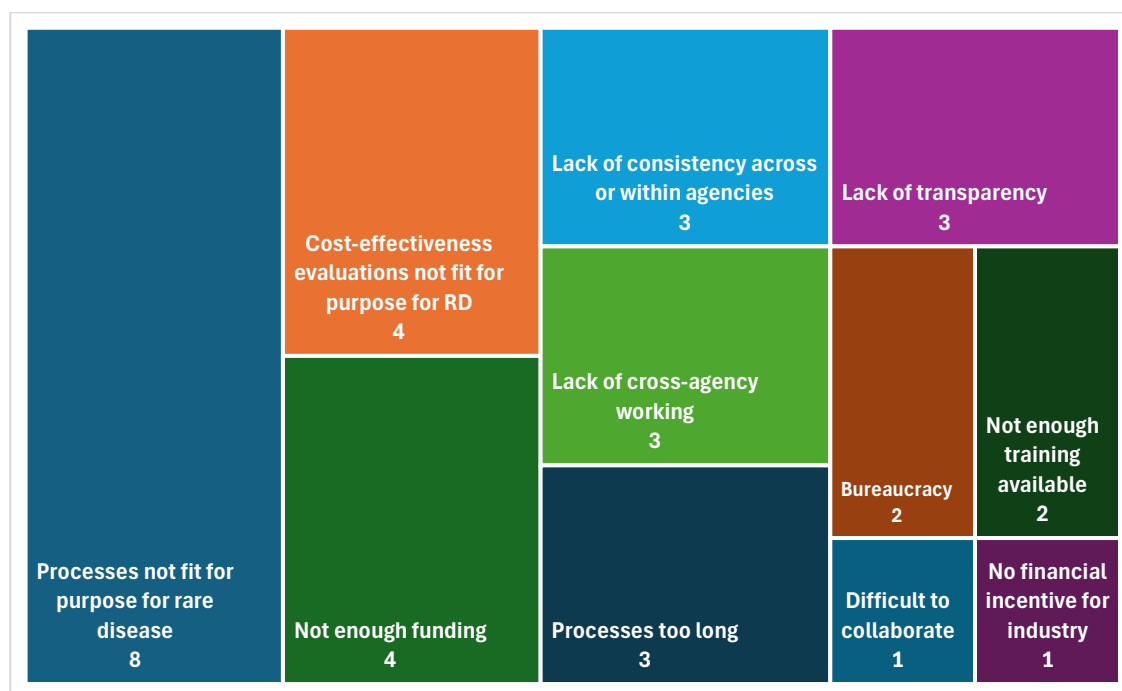 Processes not fit for
purpose for rare
disease
8
Cost-effectiveness
evaluations not fit for
purpose for RD
4
Not enough funding
4
Lack of consistency across
or within agencies
3
Lack of cross-agency
working
3
Processes too long
3
Lack of transparency
3
Bureaucracy
2
Not enough
training
available
2
Difficult to
collaborate
1
No financial
incentive for
industry
1